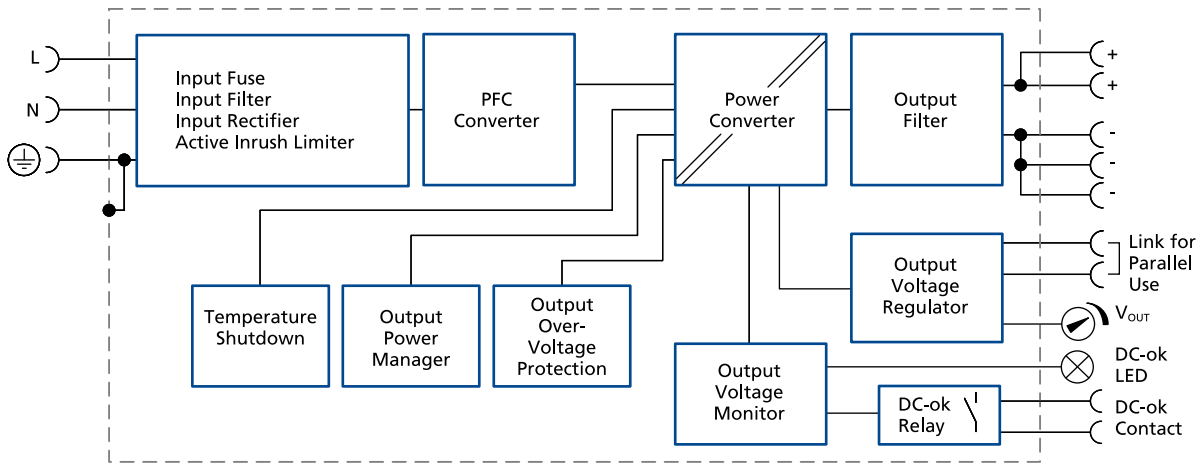 L
N
Input Fuse
Input Filter
Input Rectifier
Active Inrush Limiter
PFC
Converter
Power
Converter
Output
Filter
+
+
-
-
-
Temperature
Shutdown
Output
Power
Manager
Output
Over-
Voltage
Protection
Output
Voltage
Regulator
Link for
Parallel
Use
VOUT
Output
Voltage
Monitor
DC-ok
LED
DC-ok
Relay
DC-ok
Contact